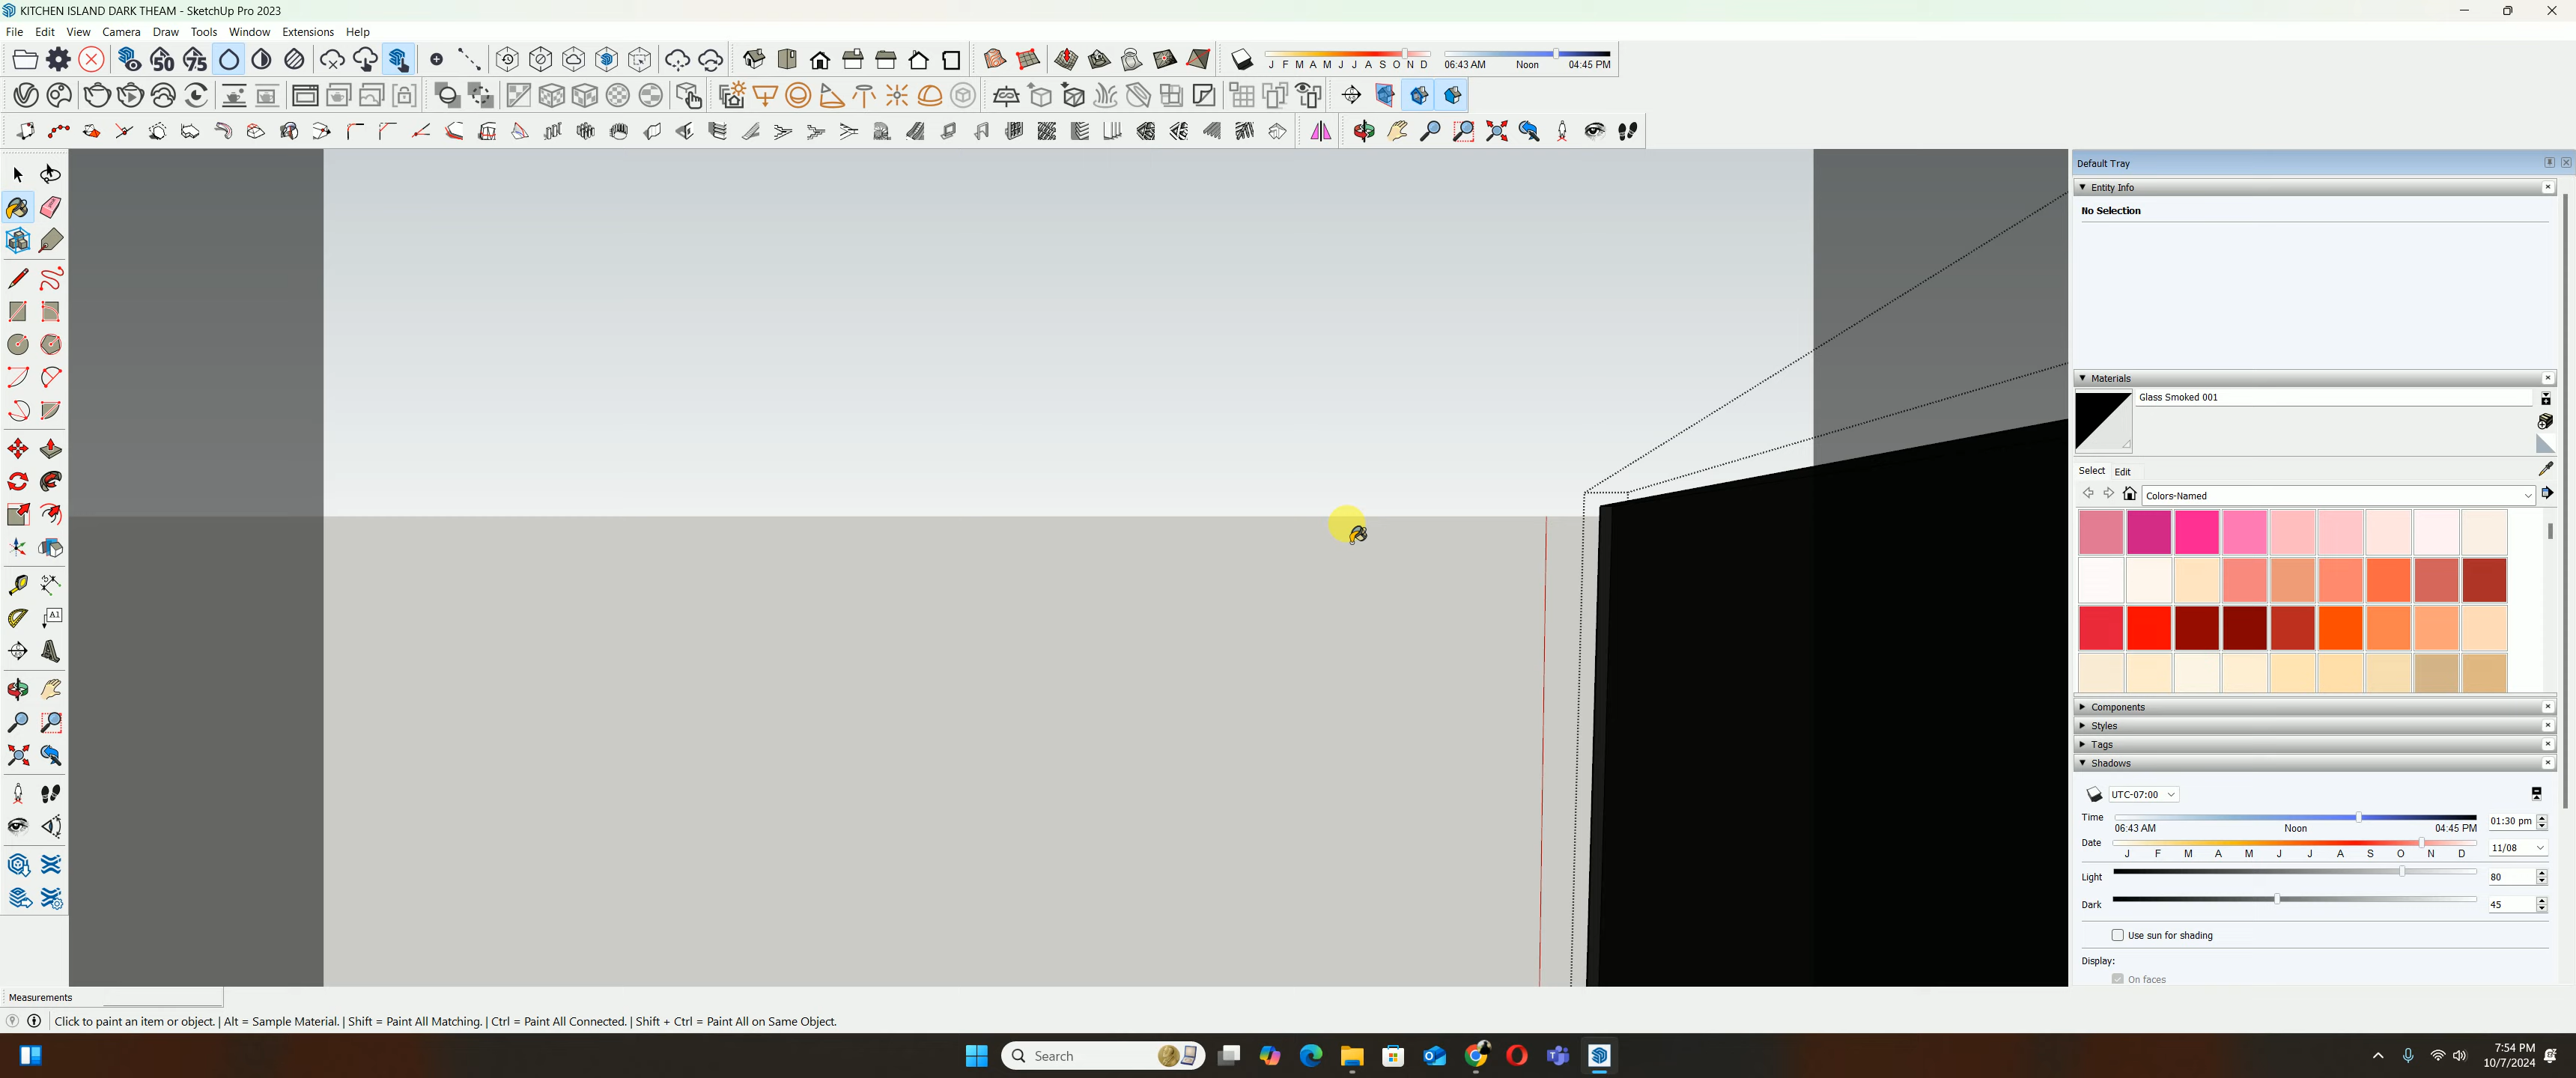 KITCHEN ISLAND DARK THEAM - SketchUp Pro 2023
File Edit View Camera Draw Tools Window Extensions Help
50 75
J F M A M J J A S O N D 06:43 AM Noon 04:45 PM
Default Tray
Entity Info
No Selection
Materials
Glass Smoked 001
Select Edit
Colors-Named
A1
Components
Styles
Tags
Shadows
UTC-07:00
Time 01:30 pm
06:43 AM Noon 04:45 PM
Date 11/08
J F M A M J J A S O N D
Light 80
Dark 45
Use sun for shading
Display:
On faces
Measurements
Click to paint an item or object. | Alt = Sample Material. | Shift = Paint All Matching. | Ctrl = Paint All Connected. | Shift + Ctrl = Paint All on Same Object.
Search
7:54 PM
10/7/2024